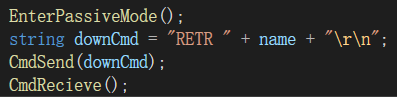 EnterPassiveMode();
string downCmd = "RETR " + name + "\r\n";
CmdSend(downCmd);
CmdRecieve();